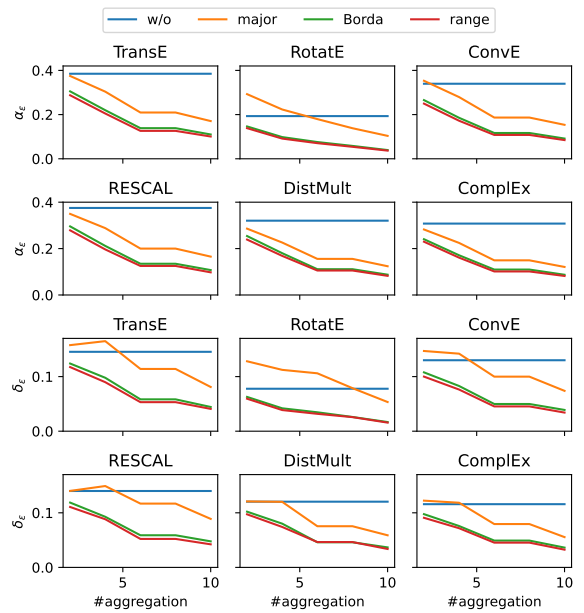 w/o major Borda range
TransE RotatE ConvE
0.4
0.2
0.0
αε
RESCAL DistMult ComplEx
0.4
0.2
0.0
αε
TransE RotatE ConvE
0.1
0.0
δε
RESCAL DistMult ComplEx
0.1
0.0
δε
5 10 5 10 5 10
#aggregation #aggregation #aggregation